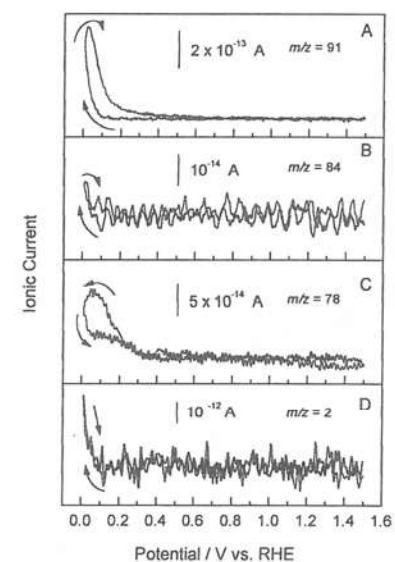 A
2 x 10⁻¹³ A m/z = 91
B
10⁻¹⁴ A m/z = 84
C
5 x 10⁻¹⁴ A m/z = 78
D
10⁻¹² A m/z = 2
Ionic Current
0.0 0.2 0.4 0.6 0.8 1.0 1.2 1.4 1.6
Potential / V vs. RHE